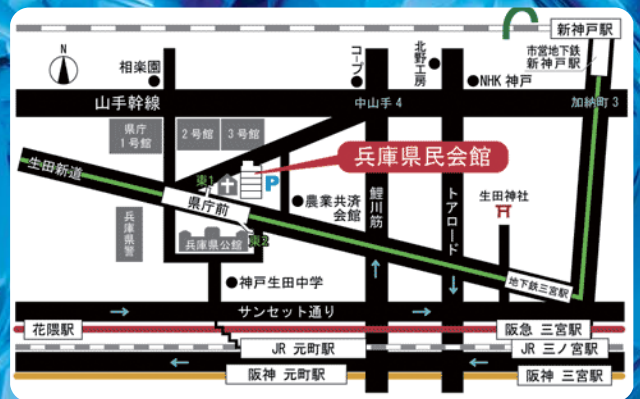 新神戸駅
N
相楽園
コープ
北野工房
NHK 神戸
市営地下鉄
新神戸駅
山手幹線
中山手 4
加納町 3
県庁
1号館
2号館
3号館
兵庫県民会館
生田新道
東1
P
県庁前
農業共済
会館
鯉川筋
トアロード
生田神社
兵庫県警
兵庫県公館
東2
神戸生田中学
地下鉄三宮駅
サンセット通り
花隈駅
阪急 三宮駅
JR 元町駅
JR 三ノ宮駅
阪神 元町駅
阪神 三宮駅